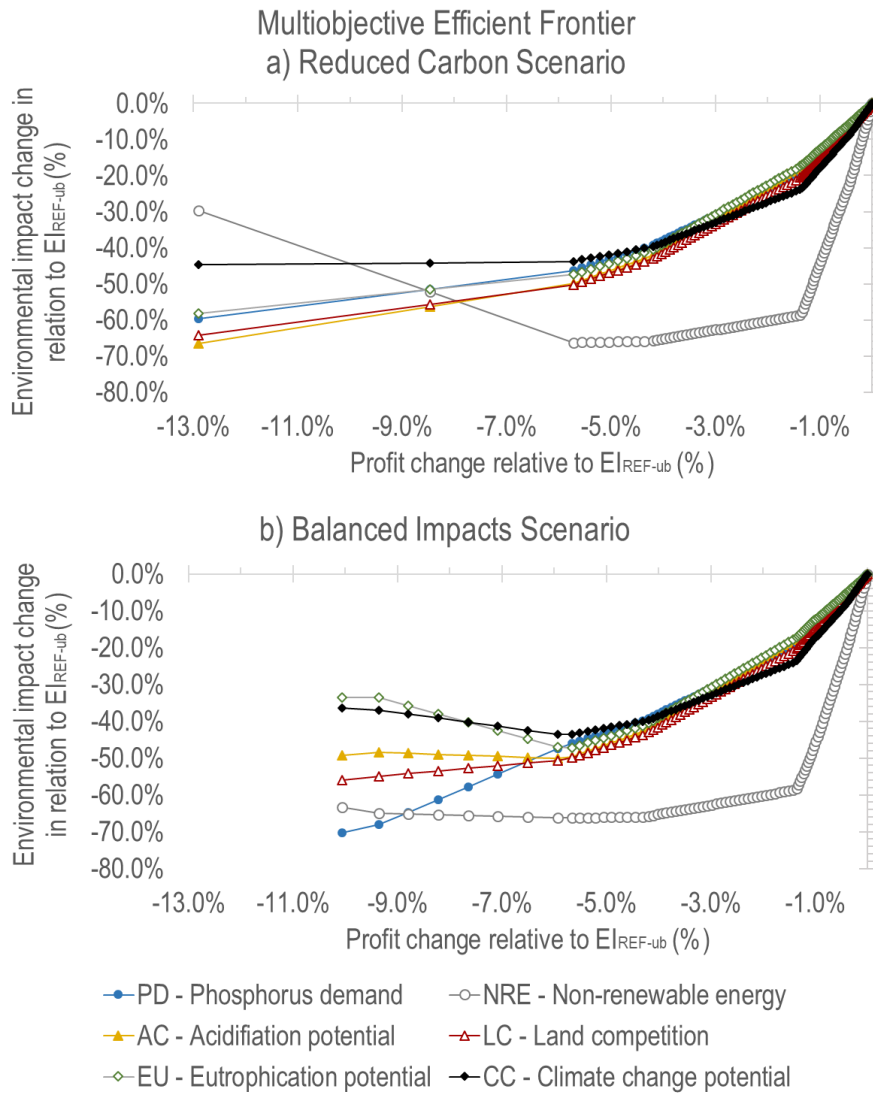 Multiobjective Efficient Frontier
a) Reduced Carbon Scenario
Environmental impact change in
relation to EIREF-ub (%)
0.0%
-10.0%
-20.0%
-30.0%
-40.0%
-50.0%
-60.0%
-70.0%
-80.0%
-13.0% -11.0% -9.0% -7.0% -5.0% -3.0% -1.0%
Profit change relative to EIREF-ub (%)
b) Balanced Impacts Scenario
Environmental impact change
in relation to EIREF-ub (%)
0.0%
-10.0%
-20.0%
-30.0%
-40.0%
-50.0%
-60.0%
-70.0%
-80.0%
-13.0% -11.0% -9.0% -7.0% -5.0% -3.0% -1.0%
Profit change relative to EIREF-ub (%)
PD - Phosphorus demand NRE - Non-renewable energy
AC - Acidifiation potential LC - Land competition
EU - Eutrophication potential CC - Climate change potential